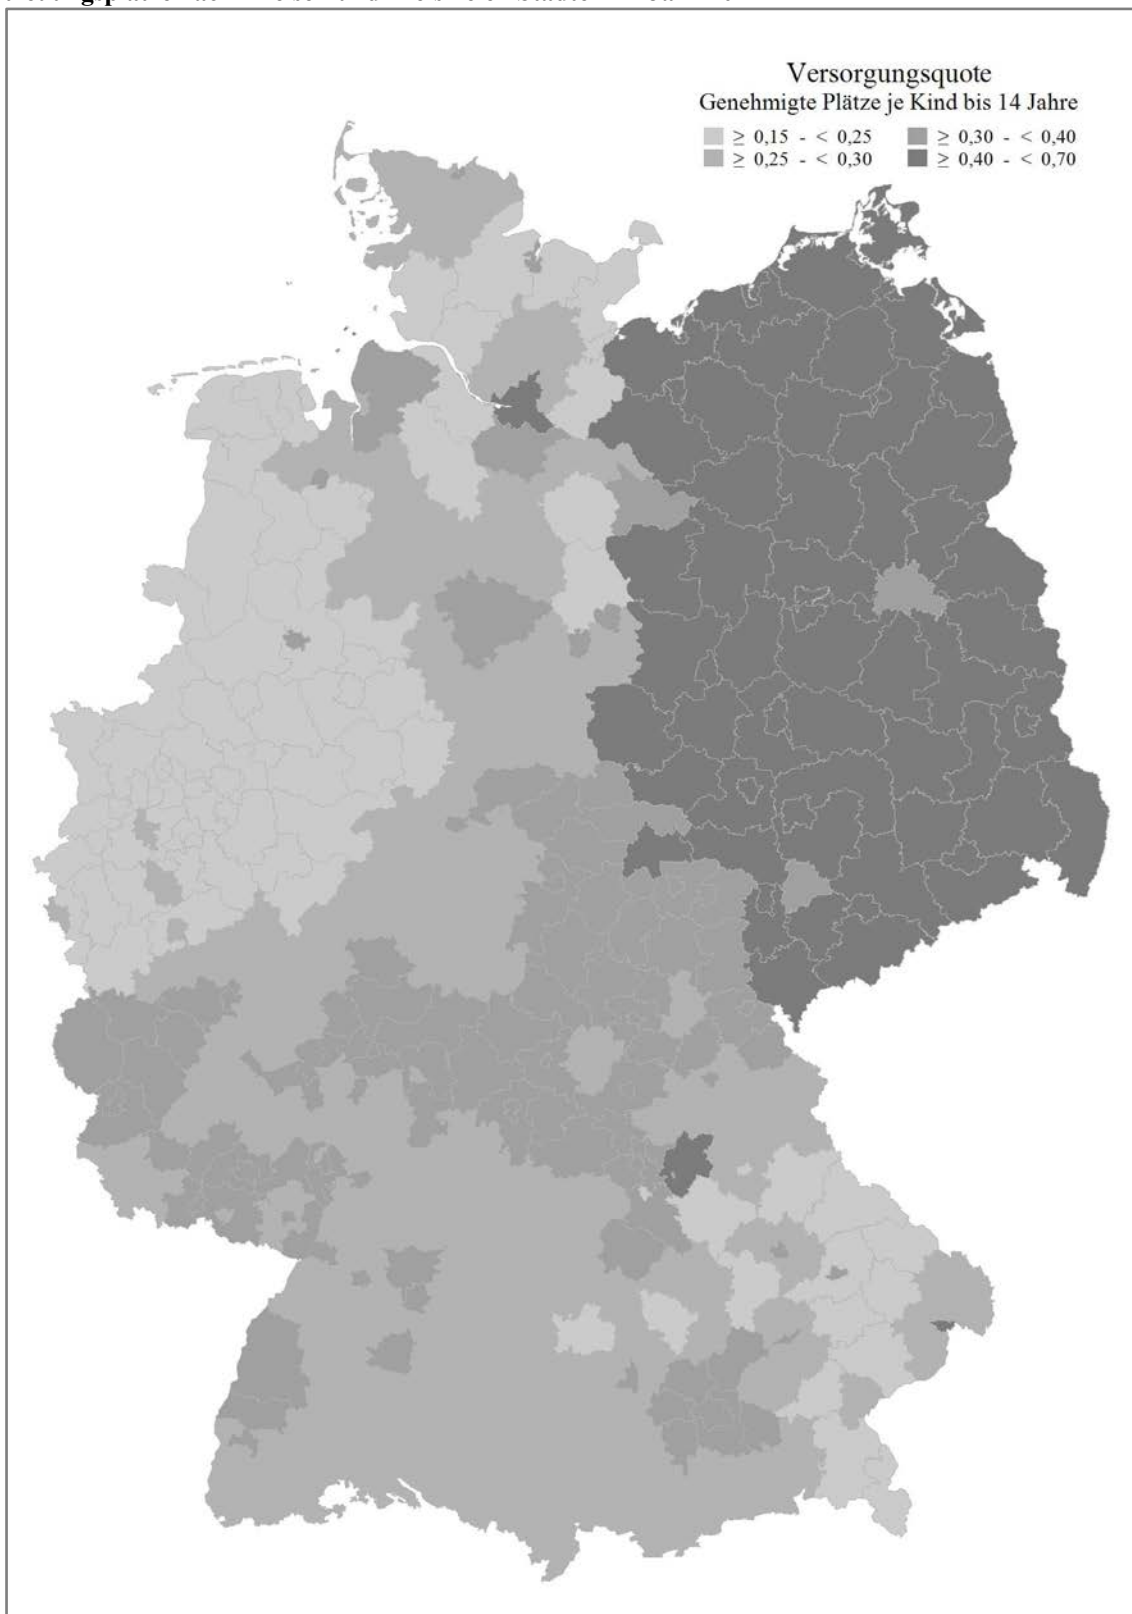 Versorgungsquote
Genehmigte Plätze je Kind bis 14 Jahre
≥ 0,15 - < 0,25
≥ 0,30 - < 0,40
≥ 0,25 - < 0,30
≥ 0,40 - < 0,70